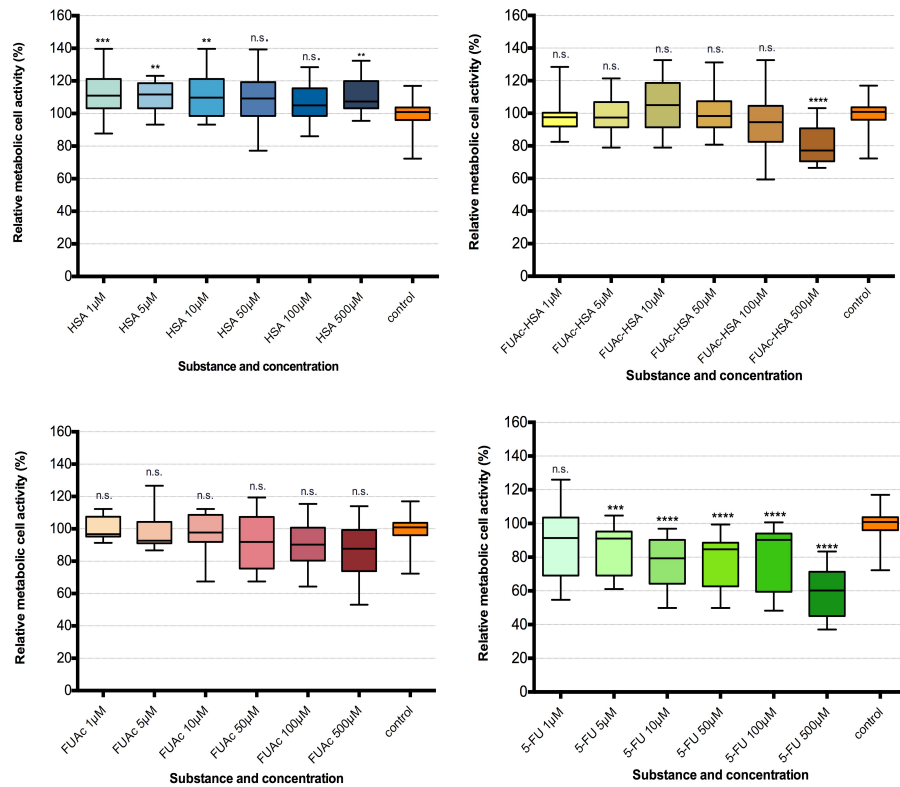 160
140
120
100
80
60
40
20
0
Relative metabolic cell activity (%)
***
**
**
n.s.
n.s.
**
HSA 1µM
HSA 5µM
HSA 10µM
HSA 50µM
HSA 100µM
HSA 500µM
control
Substance and concentration
160
140
120
100
80
60
40
20
0
Relative metabolic cell activity (%)
n.s.
n.s.
n.s.
n.s.
n.s.
****
FUAc-HSA 1µM
FUAc-HSA 5µM
FUAc-HSA 10µM
FUAc-HSA 50µM
FUAc-HSA 100µM
FUAc-HSA 500µM
control
Substance and concentration
160
140
120
100
80
60
40
20
0
Relative metabolic cell activity (%)
n.s.
n.s.
n.s.
n.s.
n.s.
n.s.
FUAc 1µM
FUAc 5µM
FUAc 10µM
FUAc 50µM
FUAc 100µM
FUAc 500µM
control
Substance and concentration
160
140
120
100
80
60
40
20
0
Relative metabolic cell activity (%)
n.s.
***
****
****
****
****
5-FU 1µM
5-FU 5µM
5-FU 10µM
5-FU 50µM
5-FU 100µM
5-FU 500µM
control
Substance and concentration